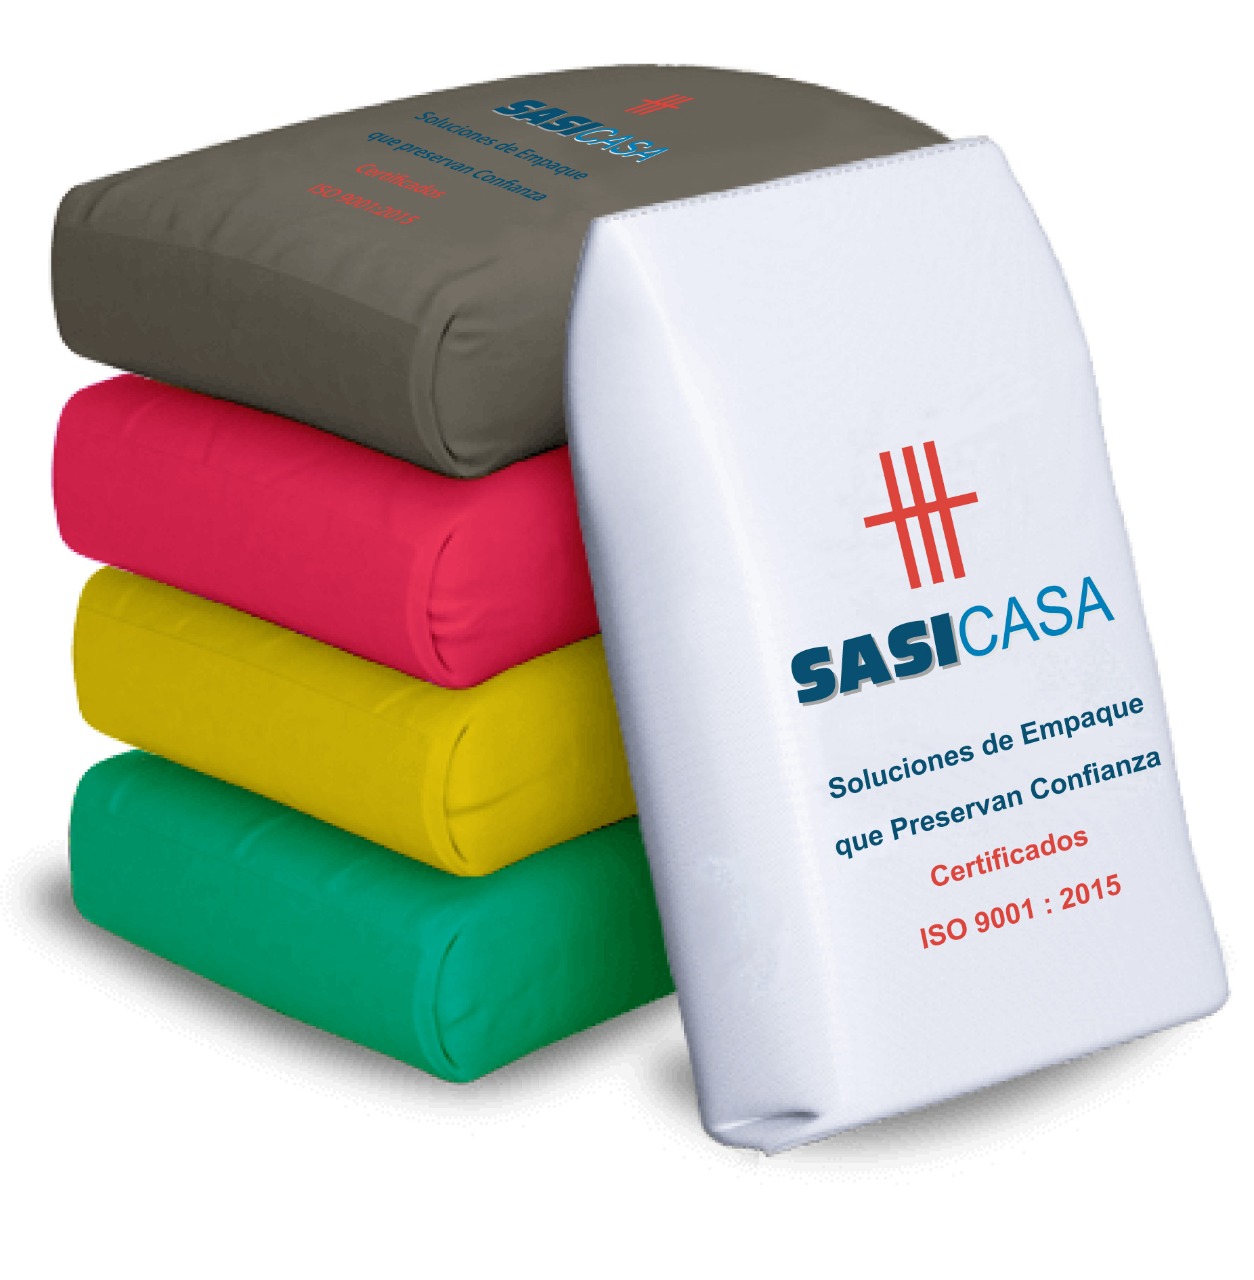 SASICASA
Soluciones de Empaque
que preservan Confianza
Certificados
ISO 9001:2015
SASICASA
Soluciones de Empaque
que Preservan Confianza
Certificados
ISO 9001 : 2015